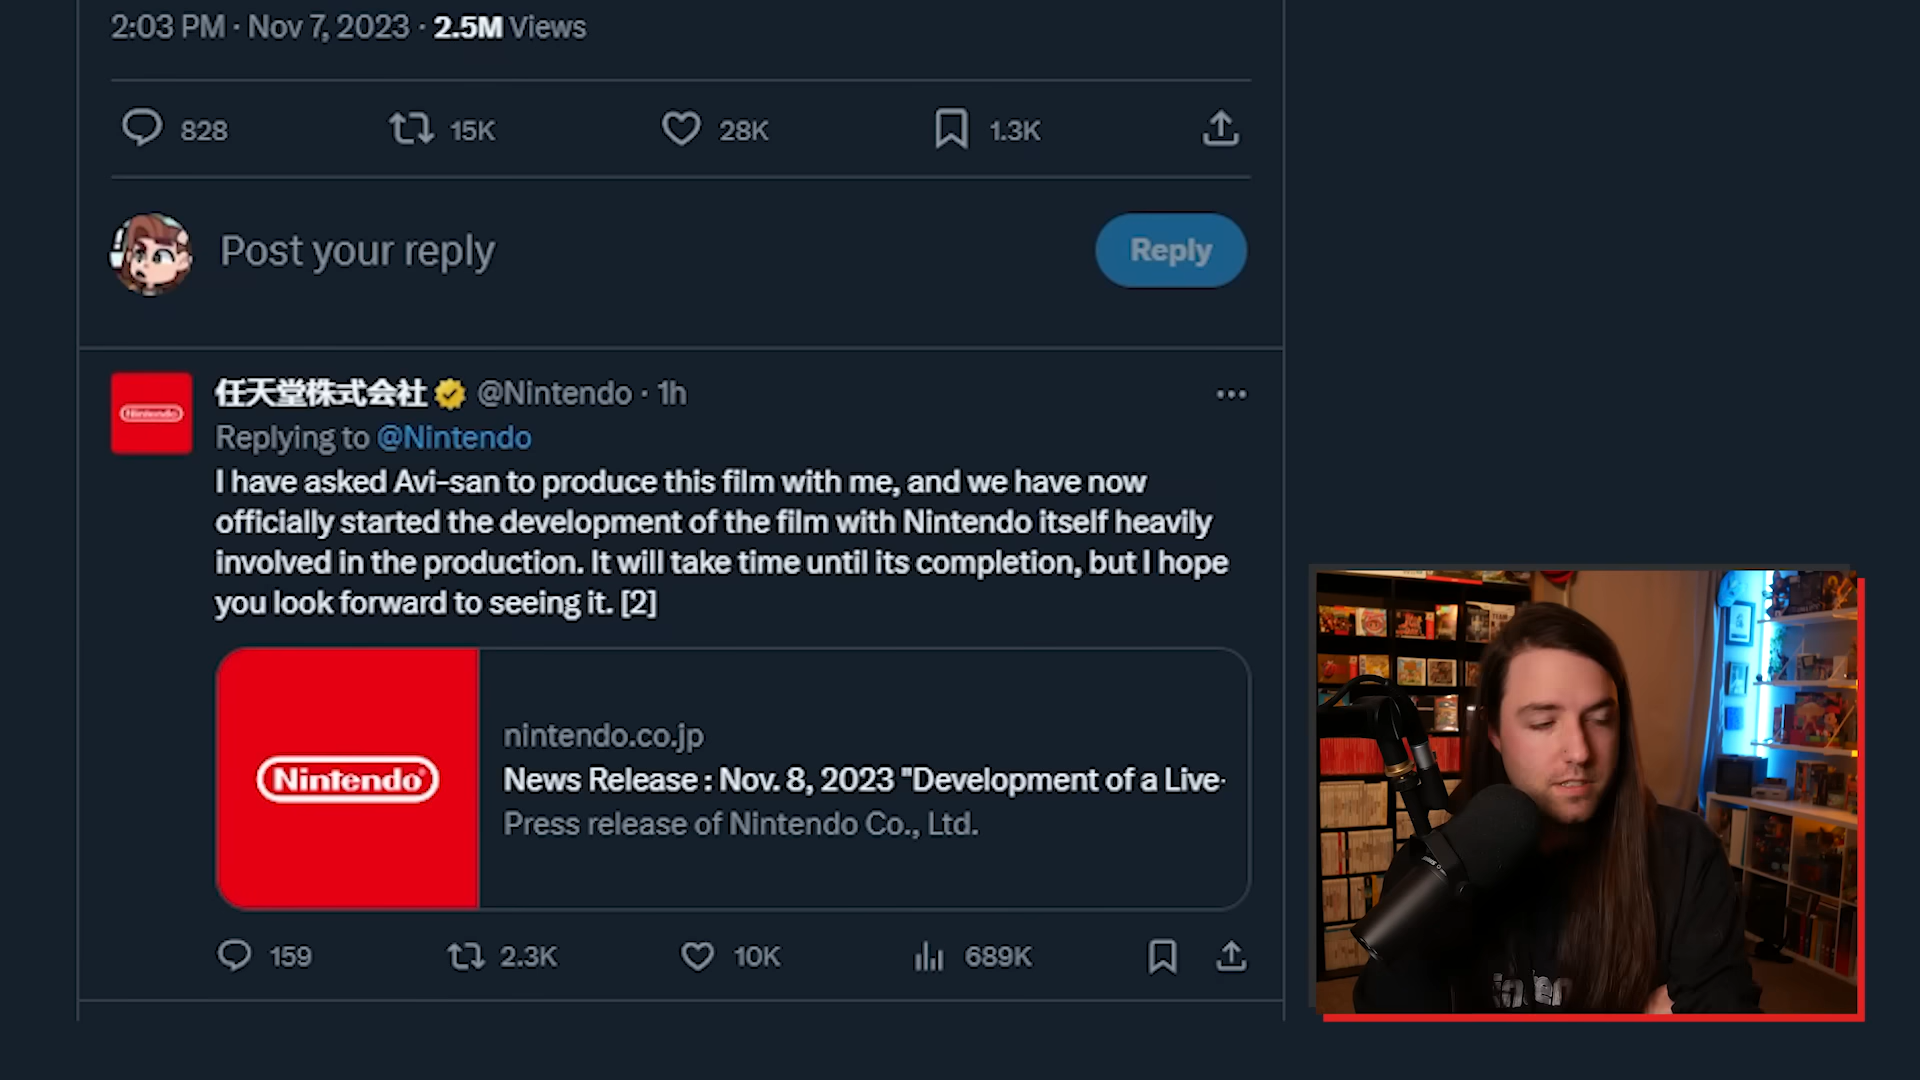 2:03 PM · Nov 7, 2023 · 2.5M Views
828
15K
28K
1.3K
Post your reply
Reply
任天堂株式会社 @Nintendo · 1h
Replying to @Nintendo
I have asked Avi-san to produce this film with me, and we have now
officially started the development of the film with Nintendo itself heavily
involved in the production. It will take time until its completion, but I hope
you look forward to seeing it. [2]
Nintendo
Nintendo
nintendo.co.jp
News Release : Nov. 8, 2023 "Development of a Live-
Press release of Nintendo Co., Ltd.
159
2.3K
10K
689K